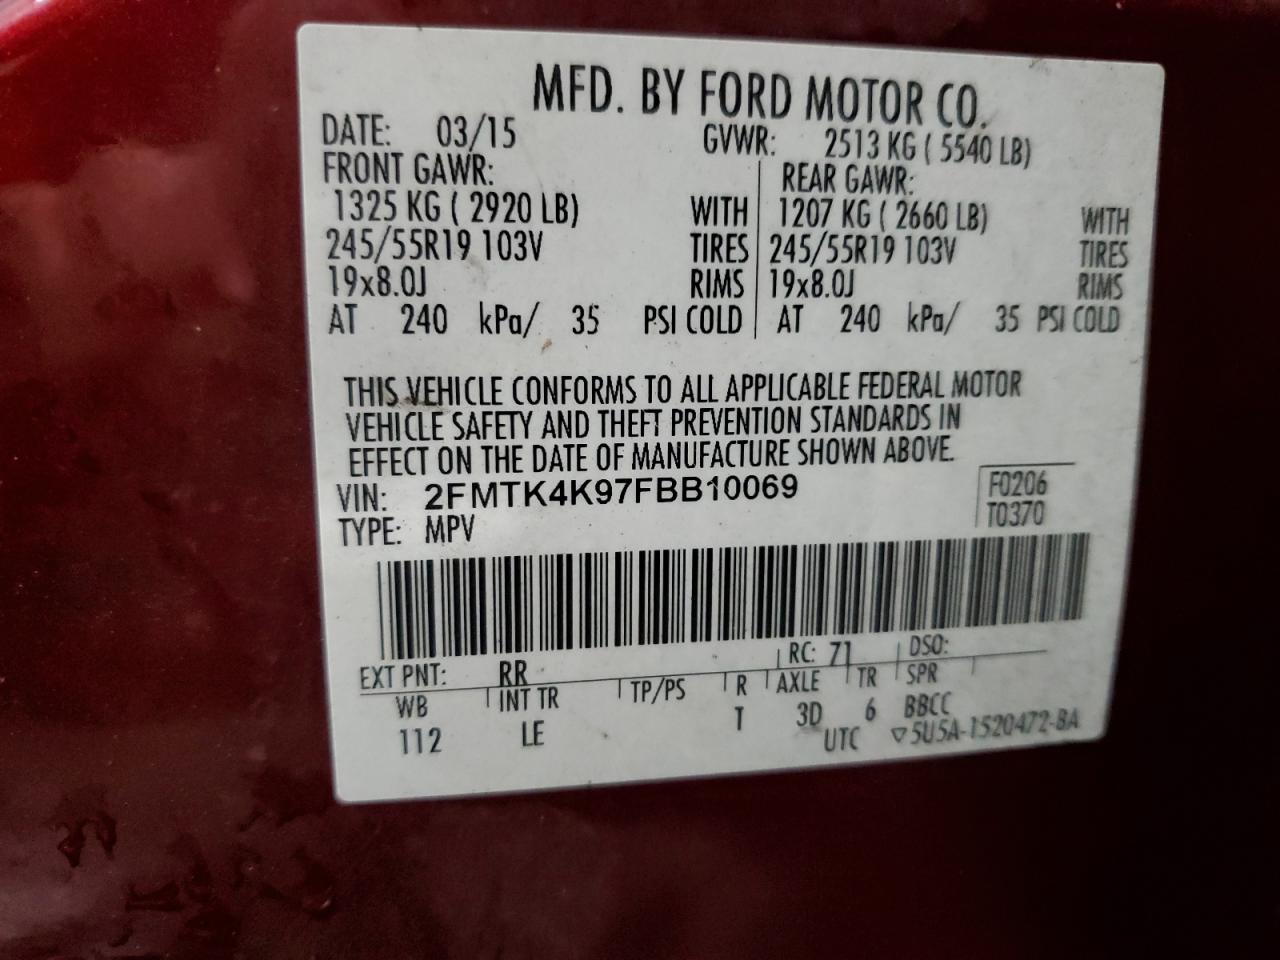 MFD. BY FORD MOTOR CO.
DATE: 03/15 GVWR: 2513 KG ( 5540 LB)
FRONT GAWR: REAR GAWR:
1325 KG ( 2920 LB) WITH 1207 KG ( 2660 LB) WITH
245/55R19 103V TIRES 245/55R19 103V TIRES
19x8.0J RIMS 19x8.0J RIMS
AT 240 kPa/ 35 PSI COLD AT 240 kPa/ 35 PSI COLD
THIS VEHICLE CONFORMS TO ALL APPLICABLE FEDERAL MOTOR
VEHICLE SAFETY AND THEFT PREVENTION STANDARDS IN
EFFECT ON THE DATE OF MANUFACTURE SHOWN ABOVE.
VIN: 2FMTK4K97FBB10069 F0206
TYPE: MPV T0370
EXT PNT: RR RC: 71 DSO:
WB INT TR TP/PS R AXLE TR SPR
112 LE T 3D 6 BBCC
UTC ▽5U5A-1520472-BA